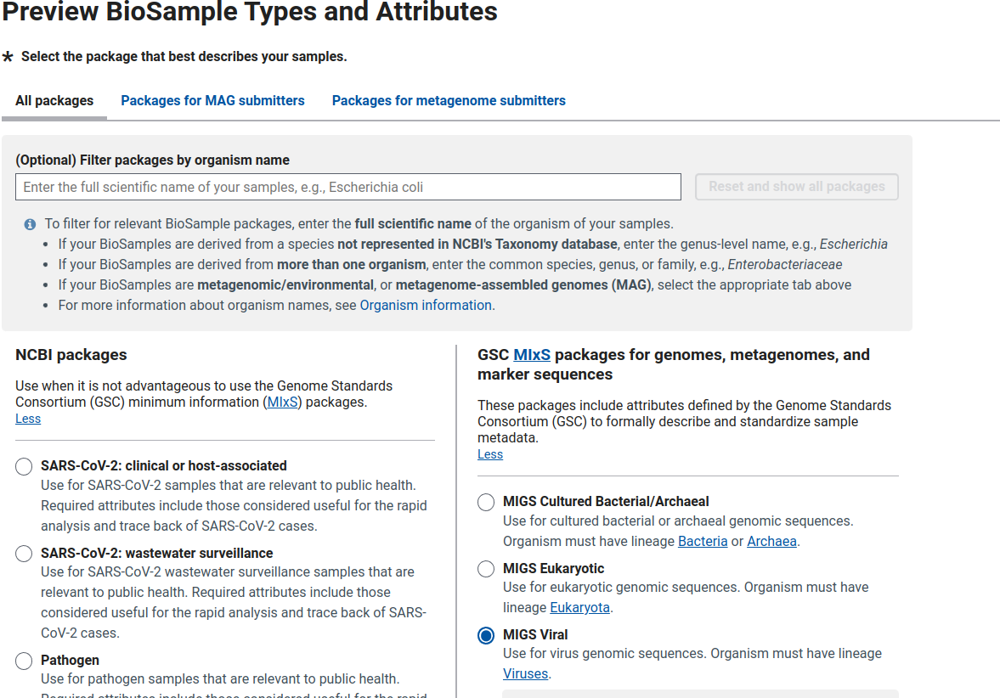 Preview BioSample Types and Attributes
* Select the package that best describes your samples.
All packages Packages for MAG submitters Packages for metagenome submitters
(Optional) Filter packages by organism name
Enter the full scientific name of your samples, e.g., Escherichia coli
Reset and show all packages
To filter for relevant BioSample packages, enter the full scientific name of the organism of your samples.
• If your BioSamples are derived from a species not represented in NCBI's Taxonomy database, enter the genus-level name, e.g., Escherichia
• If your BioSamples are derived from more than one organism, enter the common species, genus, or family, e.g., Enterobacteriaceae
• If your BioSamples are metagenomic/environmental, or metagenome-assembled genomes (MAG), select the appropriate tab above
• For more information about organism names, see Organism information.
NCBI packages
Use when it is not advantageous to use the Genome Standards
Consortium (GSC) minimum information (MIxS) packages.
Less
SARS-CoV-2: clinical or host-associated
Use for SARS-CoV-2 samples that are relevant to public health.
Required attributes include those considered useful for the rapid
analysis and trace back of SARS-CoV-2 cases.
SARS-CoV-2: wastewater surveillance
Use for SARS-CoV-2 wastewater surveillance samples that are
relevant to public health. Required attributes include those
considered useful for the rapid analysis and trace back of SARS-
CoV-2 cases.
Pathogen
Use for pathogen samples that are relevant to public health.
Required attributes include those considered useful for the rapid
GSC MIxS packages for genomes, metagenomes, and
marker sequences
These packages include attributes defined by the Genome Standards
Consortium (GSC) to formally describe and standardize sample
metadata.
Less
MIGS Cultured Bacterial/Archaeal
Use for cultured bacterial or archaeal genomic sequences.
Organism must have lineage Bacteria or Archaea.
MIGS Eukaryotic
Use for eukaryotic genomic sequences. Organism must have
lineage Eukaryota.
MIGS Viral
Use for virus genomic sequences. Organism must have lineage
Viruses.